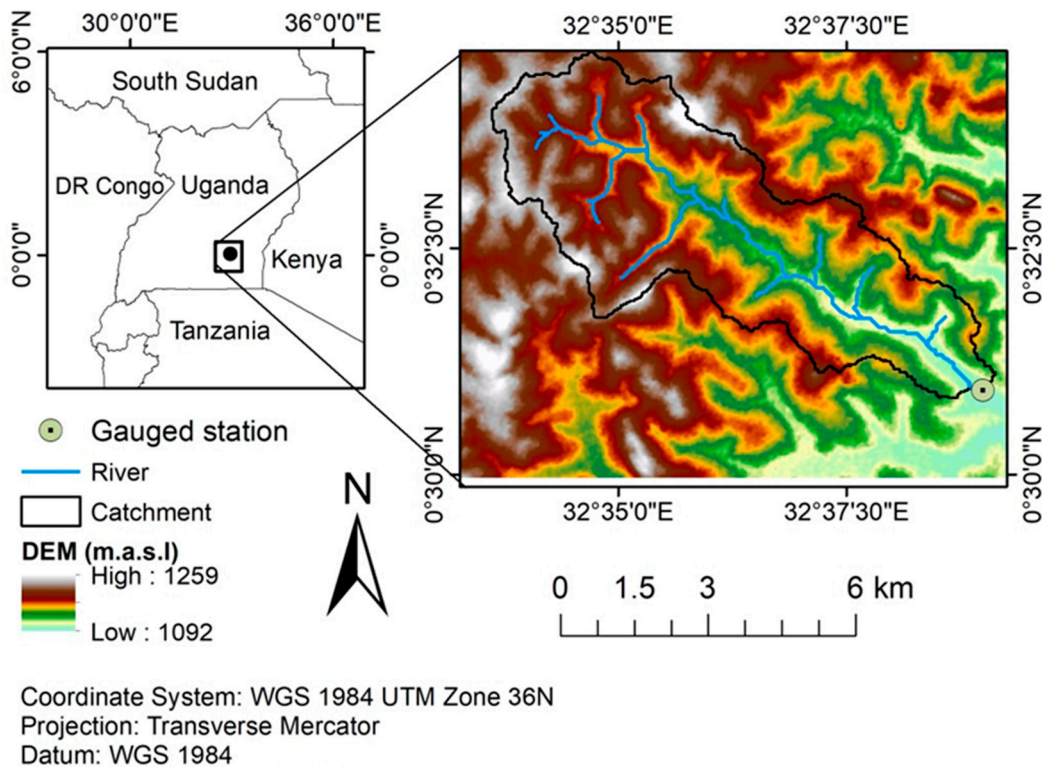 30°0'0"E
36°0'0"E
6°0'0"N
0°0'0"
0°0'0"
South Sudan
DR Congo
Uganda
Kenya
Tanzania
32°35'0"E
32°37'30"E
0°32'30"N
0°32'30"N
0°30'0"N
0°30'0"N
32°35'0"E
32°37'30"E
Gauged station
River
Catchment
DEM (m.a.s.l)
High : 1259
Low : 1092
N
0 1.5 3 6 km
Coordinate System: WGS 1984 UTM Zone 36N
Projection: Transverse Mercator
Datum: WGS 1984